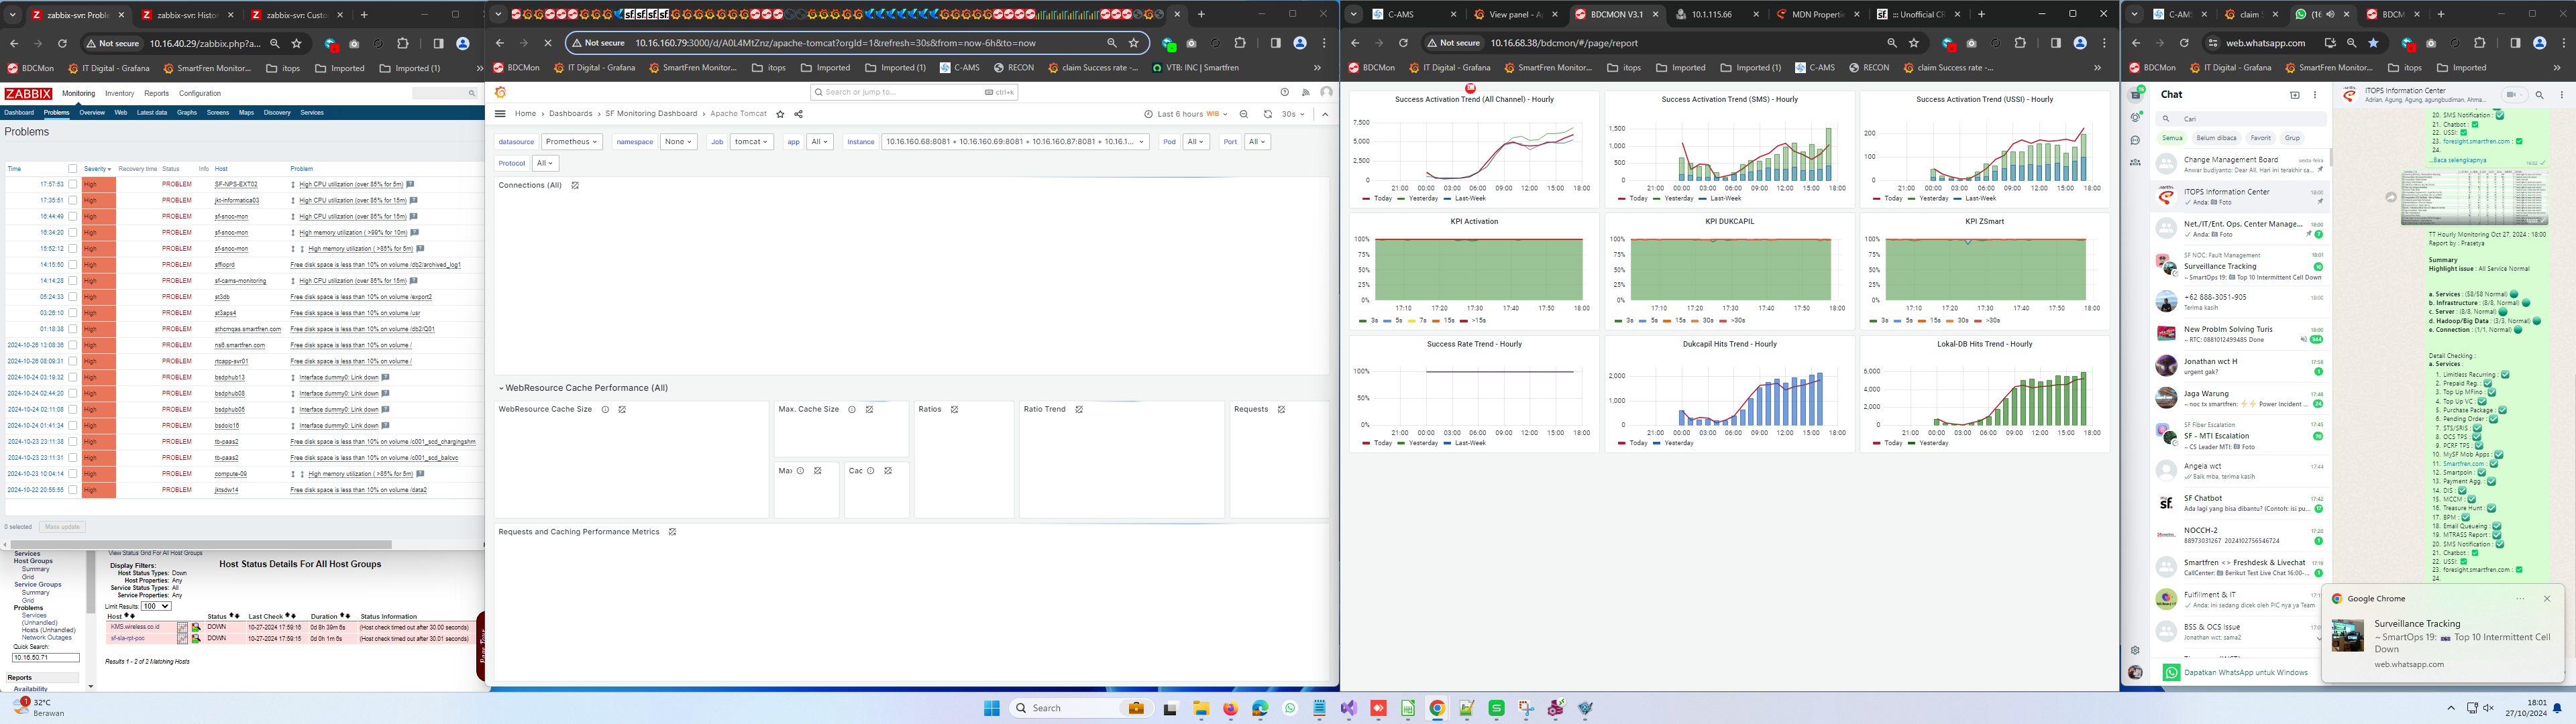 zabbix-svr: Proble
zabbix-svr: Histo
zabbix-svr: Custo
Not secure 10.16.40.29/zabbix.php?a...
BDCMon IT Digital - Grafana SmartFren Monitor... itops Imported Imported (1)
ZABBIX Monitoring Inventory Reports Configuration
Dashboard Problems Overview Web Latest data Graphs Screens Maps Discovery Services
Problems
Time Severity Recovery time Status Info Host Problem
17:57:53 High PROBLEM SF-NPS-EXT02 High CPU utilization (over 85% for 5m)
17:35:51 High PROBLEM jkt-informatica03 High CPU utilization (over 85% for 15m)
16:44:49 High PROBLEM sf-snoc-mon High CPU utilization (over 85% for 15m)
16:34:20 High PROBLEM sf-snoc-mon High memory utilization ( >99% for 10m)
15:52:12 High PROBLEM sf-snoc-mon High memory utilization ( >85% for 5m)
14:15:50 High PROBLEM sffioprd Free disk space is less than 10% on volume /db2/archived_log1
14:14:28 High PROBLEM sf-cams-monitoring High CPU utilization (over 85% for 15m)
05:24:33 High PROBLEM st3db Free disk space is less than 10% on volume /export2
03:26:10 High PROBLEM st3aps4 Free disk space is less than 10% on volume /usr
01:18:38 High PROBLEM sthcmqas.smartfren.com Free disk space is less than 10% on volume /db2/Q01
2024-10-26 13:08:36 High PROBLEM ns6.smartfren.com Free disk space is less than 10% on volume /
2024-10-26 08:09:31 High PROBLEM rtcapp-svr01 Free disk space is less than 10% on volume /
2024-10-24 03:19:32 High PROBLEM bsdphub13 Interface dummy0: Link down
2024-10-24 02:44:20 High PROBLEM bsdphub08 Interface dummy0: Link down
2024-10-24 02:11:08 High PROBLEM bsdphub05 Interface dummy0: Link down
2024-10-24 01:41:34 High PROBLEM bsdolc16 Interface dummy0: Link down
2024-10-23 23:11:38 High PROBLEM tb-paas2 Free disk space is less than 10% on volume /c001_scd_chargingshm
2024-10-23 23:11:31 High PROBLEM tb-paas2 Free disk space is less than 10% on volume /c001_scd_balcvc
2024-10-23 10:04:14 High PROBLEM compute-09 High memory utilization ( >85% for 5m)
2024-10-22 20:55:55 High PROBLEM jktsdw14 Free disk space is less than 10% on volume /data2
0 selected Mass update
Services
Host Groups
Summary
Grid
Service Groups
Summary
Grid
Problems
Services
(Unhandled)
Hosts (Unhandled)
Network Outages
Quick Search:
10.16.50.71
Reports
Availability
View Status Grid For All Host Groups
Display Filters:
Host Status Types: Down
Host Properties: Any
Service Status Types: All
Service Properties: Any
Host Status Details For All Host Groups
Limit Results: 100
Host Status Last Check Duration Status Information
KMS.wireless.co.id DOWN 10-27-2024 17:59:16 0d 8h 39m 6s (Host check timed out after 30.00 seconds)
sf-sla-rpt-poc DOWN 10-27-2024 17:59:16 0d 0h 1m 6s (Host check timed out after 30.01 seconds)
Results 1 - 2 of 2 Matching Hosts
Page Tour
Not secure 10.16.160.79:3000/d/A0L4MtZnz/apache-tomcat?orgId=1&refresh=30s&from=now-6h&to=now
BDCMon IT Digital - Grafana SmartFren Monitor... itops Imported Imported (1) C-AMS RECON claim Success rate -... VTB: INC | Smartfren
Search or jump to... ctrl+k
Home Dashboards SF Monitoring Dashboard Apache Tomcat Last 6 hours WIB 30s
datasource Prometheus namespace None Job tomcat app All Instance 10.16.160.68:8081 + 10.16.160.69:8081 + 10.16.160.87:8081 + 10.16.1... Pod All Port All
Protocol All
Connections (All)
WebResource Cache Performance (All)
WebResource Cache Size Max. Cache Size Ratios Ratio Trend Requests
Max Cac
Requests and Caching Performance Metrics
C-AMS
View panel - A
BDCMON V3.1
10.1.115.66
MDN Propertie
::: Unofficial CR
Not secure 10.16.68.38/bdcmon/#/page/report
BDCMon IT Digital - Grafana SmartFren Monitor... itops Imported Imported (1) C-AMS RECON claim Success rate -...
Success Activation Trend (All Channel) - Hourly
7,500
5,000
2,500
0
21:00 00:00 03:00 06:00 09:00 12:00 15:00 18:00
Today Yesterday Last-Week
Success Activation Trend (SMS) - Hourly
1,500
1,000
500
0
21:00 00:00 03:00 06:00 09:00 12:00 15:00 18:00
Today Yesterday Last-Week
Success Activation Trend (USSI) - Hourly
200
100
0
21:00 00:00 03:00 06:00 09:00 12:00 15:00 18:00
Today Yesterday Last-Week
KPI Activation
100%
75%
50%
25%
0%
17:10 17:20 17:30 17:40 17:50 18:00
3s 5s 7s 15s >15s
KPI DUKCAPIL
100%
75%
50%
25%
0%
17:10 17:20 17:30 17:40 17:50 18:00
3s 5s 15s 30s >30s
KPI ZSmart
100%
75%
50%
25%
0%
17:10 17:20 17:30 17:40 17:50 18:00
3s 5s 15s 30s >30s
Success Rate Trend - Hourly
100%
50%
0%
21:00 00:00 03:00 06:00 09:00 12:00 15:00 18:00
Today Yesterday Last-Week
Dukcapil Hits Trend - Hourly
2,000
1,000
0
21:00 00:00 03:00 06:00 09:00 12:00 15:00 18:00
Today Yesterday
Lokal-DB Hits Trend - Hourly
6,000
4,000
2,000
0
21:00 00:00 03:00 06:00 09:00 12:00 15:00 18:00
Today Yesterday
C-AMS
claim
BDCM
web.whatsapp.com
BDCMon IT Digital - Grafana SmartFren Monitor... itops Imported
Chat
Cari
Semua Belum dibaca Favorit Grup
Change Management Board
Anwar budiyanto: Dear All, Hari ini terakhir sa...
ITOPS Information Center 18:00
Anda: Foto
Net./IT/Ent. Ops. Center Manage... 18:00
Anda: Foto 7
SF NOC: Fault Management 18:01
Surveillance Tracking 10
~ SmartOps 19: Top 10 Intermittent Cell Down
+62 888-3051-905 18:00
Terima kasih
New Problm Solving Turis 18:00
~ RTC: 0881012499485 Done 344
Jonathan wct H 17:58
urgent gak? 1
Jaga Warung 17:48
~ noc tx smartfren: ⚡⚡ Power Incident ... 24
SF Fiber Escalation 17:45
SF - MTI Escalation 70
~ CS Leader MTI: Foto
Angela wct 17:44
Baik mba, terima kasih
SF Chatbot 17:42
Ada lagi yang bisa dibantu? (Contoh: isi pu... 17
NOCCH-2 17:20
88973031267 2024102756546724 1
Smartfren <> Freshdesk & Livechat 17:19
CallCenter: Berikut Test Live Chat 16:00-... 1
Fulfillment & IT
Anda: ini sedang dicek oleh PIC nya ya Team
BSS & OCS Issue
Jonathan wct: sama2
Dapatkan WhatsApp untuk Windows
ITOPS Information Center
Adrian, Agung, Agung, agungbudiman, Ahma...
20. SMS Notification : ✅
21. Chatbot : ✅
22. USSI: ✅
23. foresight.smartfren.com : ✅
24.
...Baca selengkapnya
TT Hourly Monitoring Oct 27, 2024 : 18:00
Report by : Prasetya
Summary
Highlight issue : All Service Normal
a. Services : (58/58 Normal)
b. Infrastructure : (8/8, Normal)
c. Server : (8/8, Normal)
d. Hadoop/Big Data : (3/3, Normal)
e. Connection : (1/1, Normal)
Detail Checking :
a. Services :
1. Limitless Recurring : ✅
2. Prepaid Reg. : ✅
3. Top Up MFino : ✅
4. Top Up VC : ✅
5. Purchase Package : ✅
6. Pending Order : ✅
7. STS/SRIS : ✅
8. OCS TPS : ✅
9. PCRF TPS : ✅
10. MySF Mob Apps : ✅
11. Smartfren.com : ✅
12. Smartpoin : ✅
13. Payment Agg. : ✅
14. DIS : ✅
15. MCCM : ✅
16. Treasure Hunt : ✅
17. BPM : ✅
18. Email Queueing : ✅
19. MTRASS Report : ✅
20. SMS Notification : ✅
21. Chatbot : ✅
22. USSI: ✅
23. foresight.smartfren.com : ✅
24.
Google Chrome
Surveillance Tracking
~ SmartOps 19: Top 10 Intermittent Cell Down
web.whatsapp.com
32°C
Berawan
Search
18:01
27/10/2024